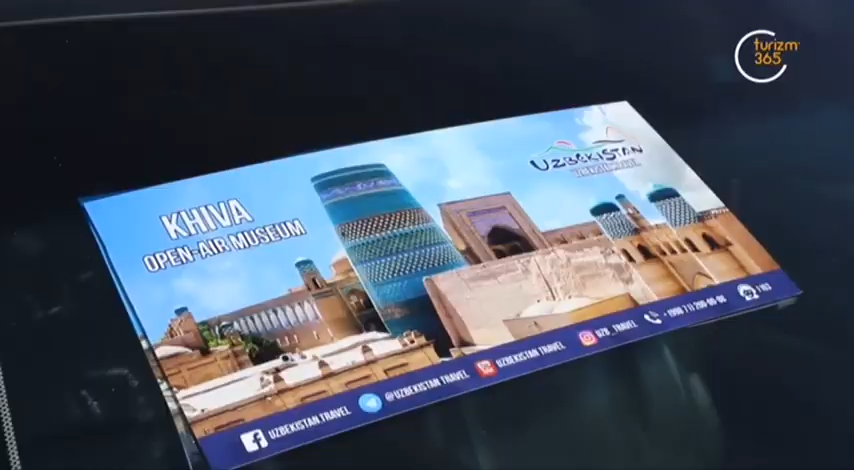 turizm
365
UZBEKISTAN
KHIVA
OPEN-AIR MUSEUM
UZBEKISTAN.TRAVEL
@UZBEKISTAN.TRAVEL
UZBEKISTAN TRAVEL
UZB_TRAVEL